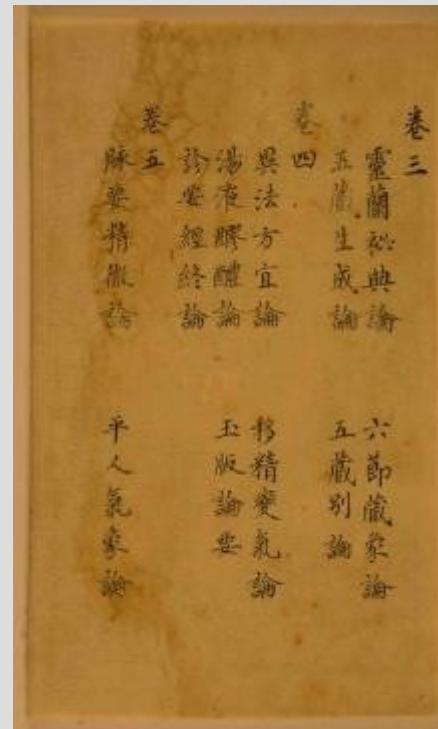 卷三
靈蘭祕典論 六節藏象論
五藏生成論 五藏別論
卷四
異法方宜論 移精變氣論
湯液醪醴論 玉版論要
診要經終論
卷五
脉要精微論 平人氣象論